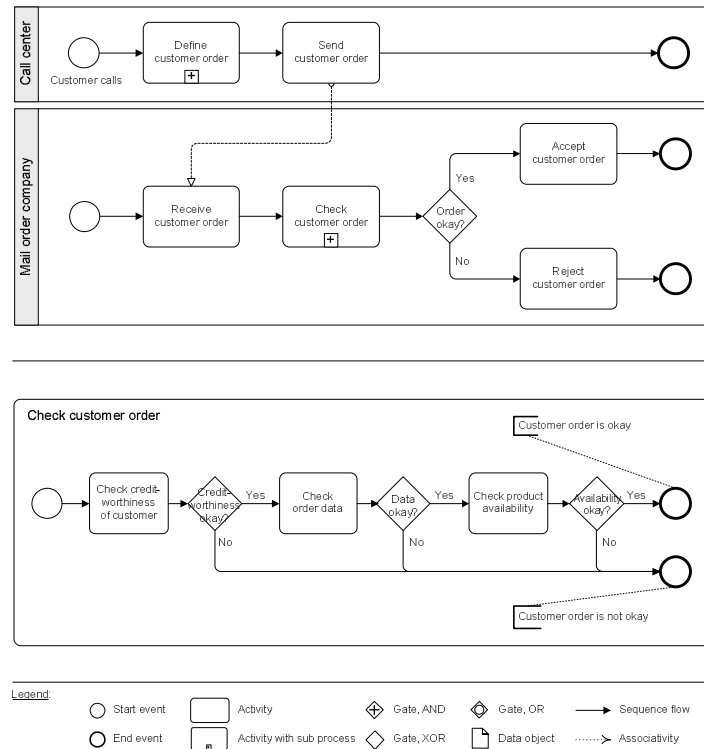 Call center
Customer calls
Define
customer order
Send
customer order
Mail order company
Receive
customer order
Check
customer order
Order
okay?
Yes
No
Accept
customer order
Reject
customer order
Check customer order
Customer order is okay
Check credit–
worthiness
of customer
Credit–
worthiness
okay?
Yes
No
Check
order data
Data
okay?
Yes
No
Check product
availability
Availability
okay?
Yes
No
Customer order is not okay
Legend:
Start event
Activity
Gate, AND
Gate, OR
Sequence flow
End event
Activity with sub process
Gate, XOR
Data object
Associativity